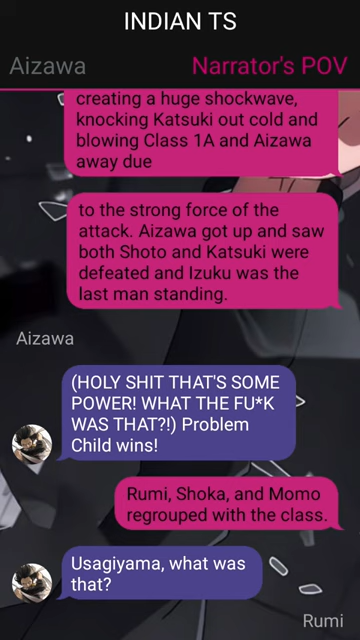 INDIAN TS
Aizawa
Narrator's POV
creating a huge shockwave,
knocking Katsuki out cold and
blowing Class 1A and Aizawa
away due
to the strong force of the
attack. Aizawa got up and saw
both Shoto and Katsuki were
defeated and Izuku was the
last man standing.
Aizawa
(HOLY SHIT THAT'S SOME
POWER! WHAT THE FU*K
WAS THAT?!) Problem
Child wins!
Rumi, Shoka, and Momo
regrouped with the class.
Usagiyama, what was
that?
Rumi